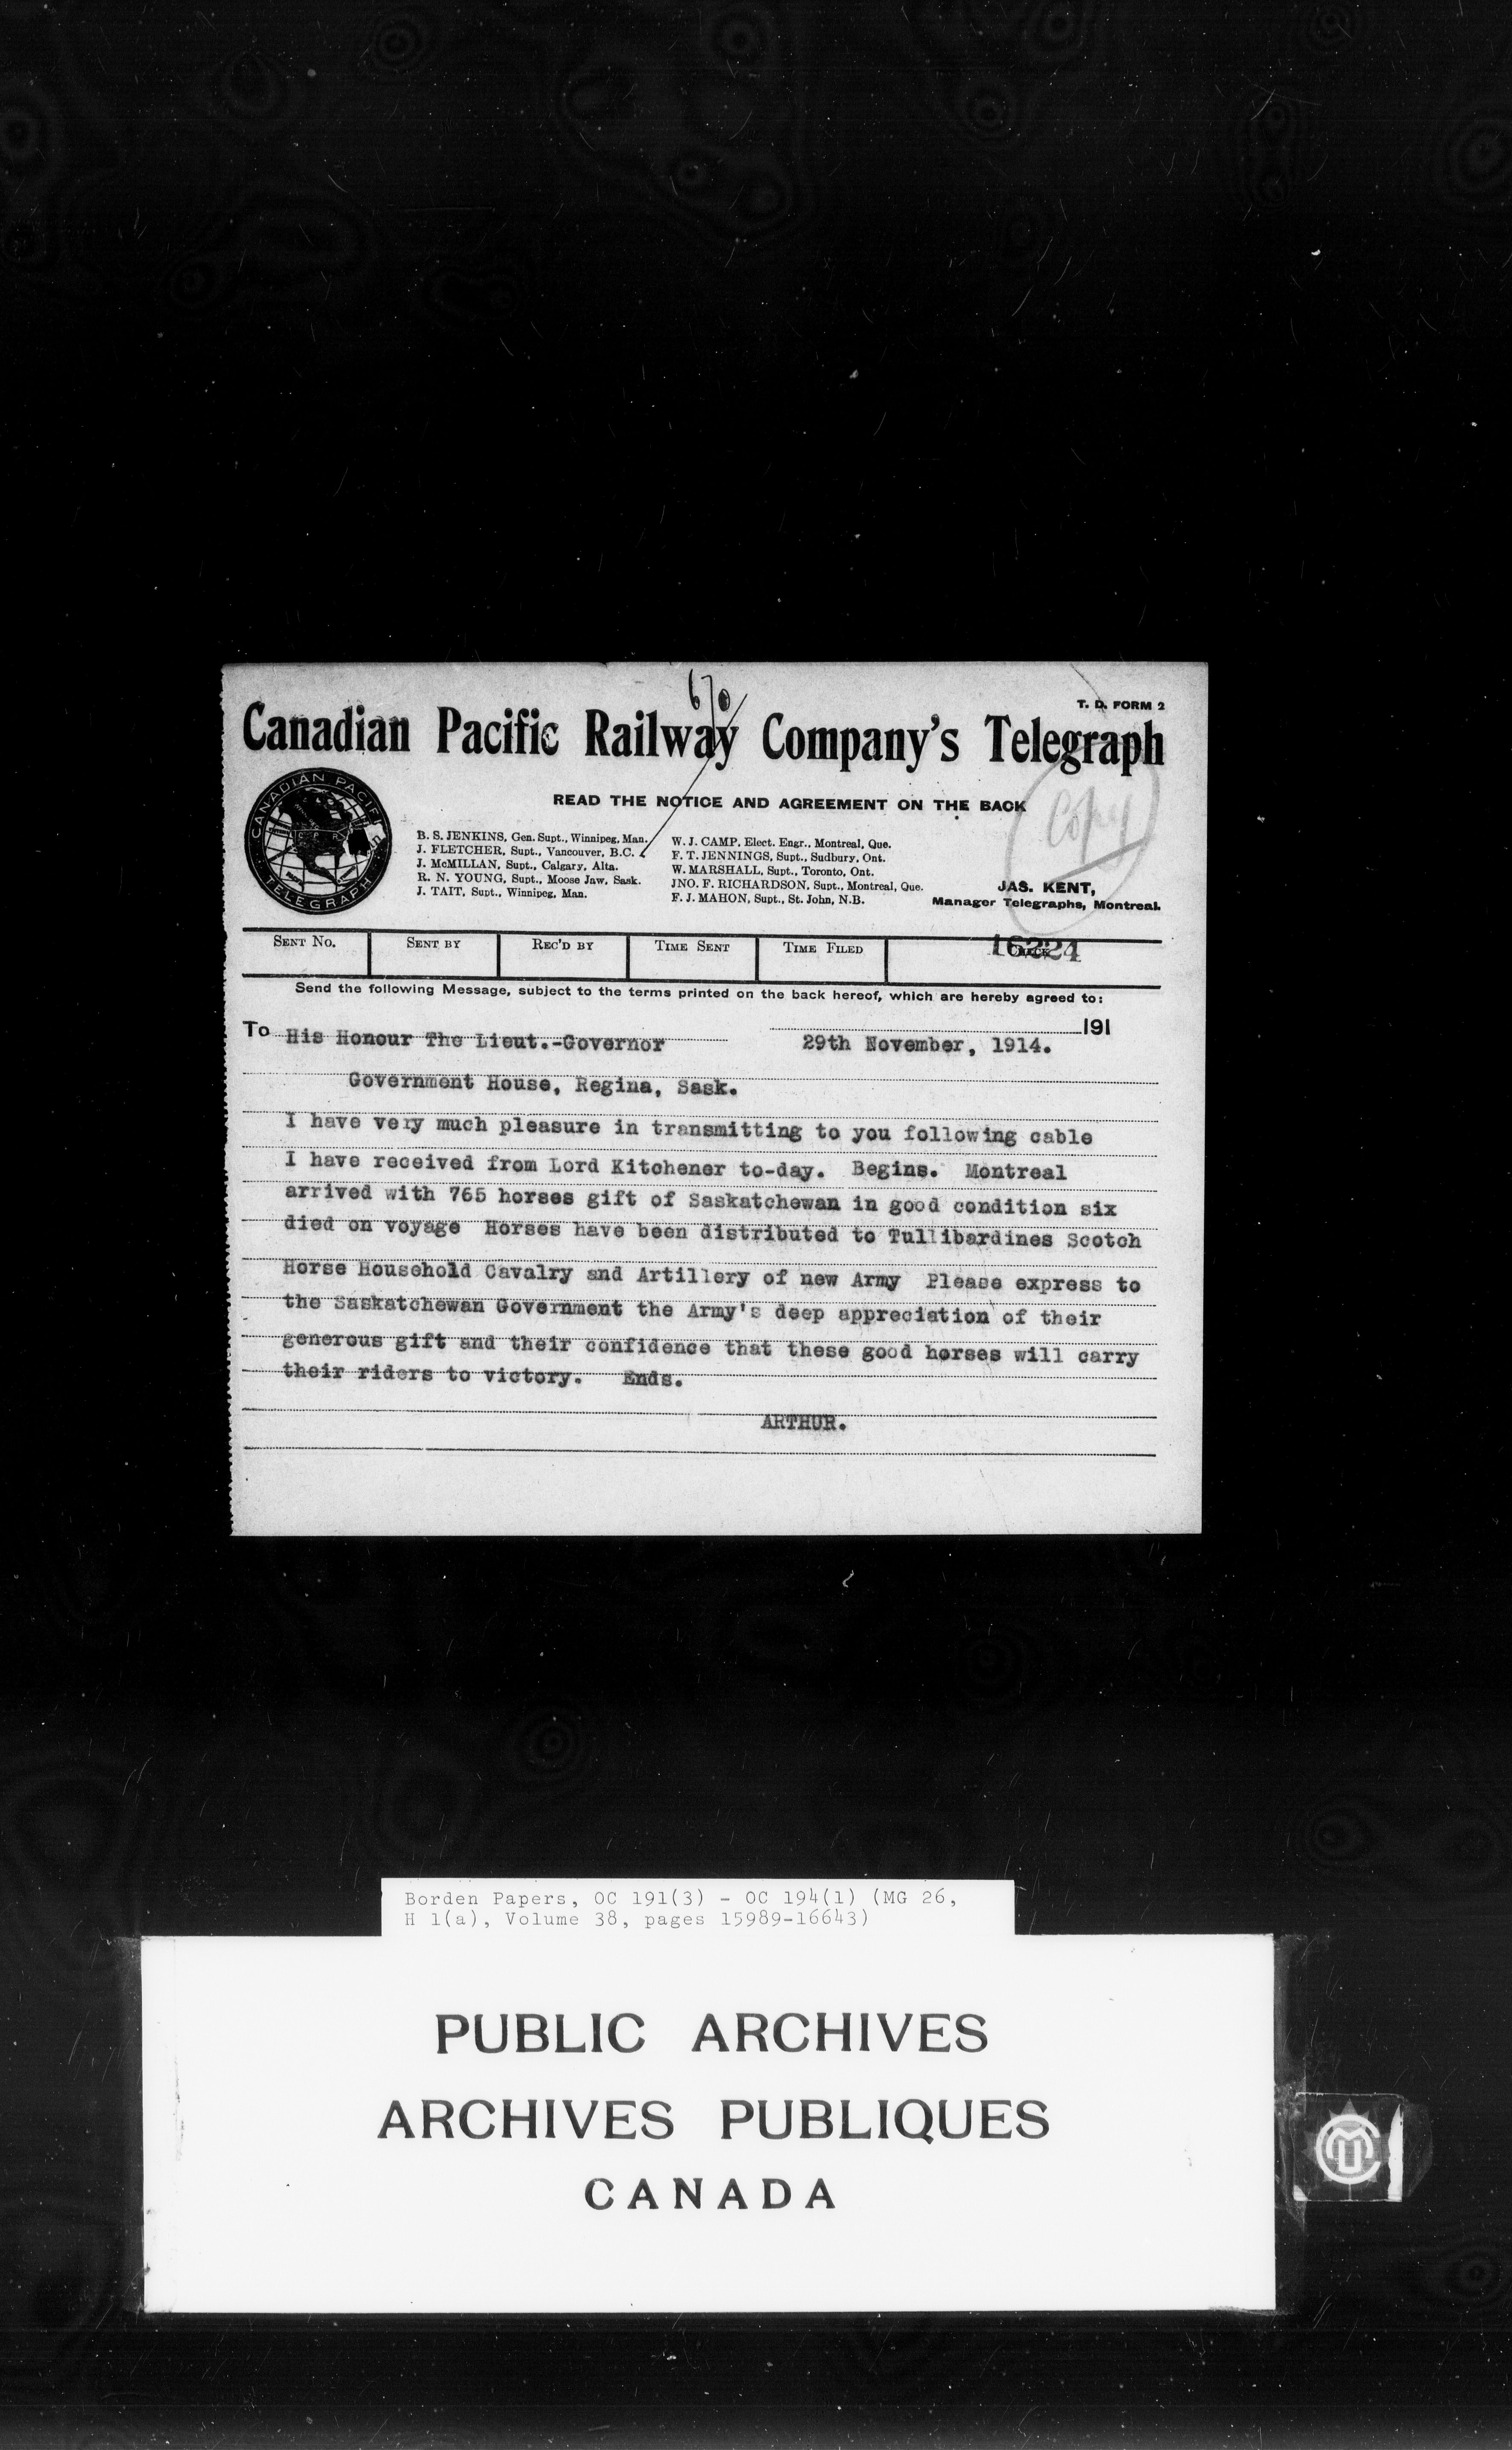 670
T. D. FORM 2
Canadian Pacific Railway Company's Telegraph
READ THE NOTICE AND AGREEMENT ON THE BACK
Copy
CANADIAN PACIFIC
C.P.R.
TELEGRAPH
B. S. JENKINS, Gen. Supt., Winnipeg, Man.
J. FLETCHER, Supt., Vancouver, B.C.
J. McMILLAN, Supt., Calgary, Alta.
R. N. YOUNG, Supt., Moose Jaw, Sask.
J. TAIT, Supt., Winnipeg, Man.
W. J. CAMP, Elect. Engr., Montreal, Que.
F. T. JENNINGS, Supt., Sudbury, Ont.
W. MARSHALL, Supt., Toronto, Ont.
JNO. F. RICHARDSON, Supt., Montreal, Que.
F. J. MAHON, Supt., St. John, N.B.
JAS. KENT,
Manager Telegraphs, Montreal.
SENT NO. SENT BY REC'D BY TIME SENT TIME FILED CHECK
16224
Send the following Message, subject to the terms printed on the back hereof, which are hereby agreed to:
191
To His Honour The Lieut.-Governor 29th November, 1914.
Government House, Regina, Sask.
I have very much pleasure in transmitting to you following cable
I have received from Lord Kitchener to-day. Begins. Montreal
arrived with 765 horses gift of Saskatchewan in good condition six
died on voyage Horses have been distributed to Tullibardines Scotch
Horse Household Cavalry and Artillery of new Army Please express to
the Saskatchewan Government the Army's deep appreciation of their
generous gift and their confidence that these good horses will carry
their riders to victory. Ends.
ARTHUR.
Borden Papers, OC 191(3) - OC 194(1) (MG 26,
H 1(a), Volume 38, pages 15989-16643)
PUBLIC ARCHIVES
ARCHIVES PUBLIQUES
CANADA